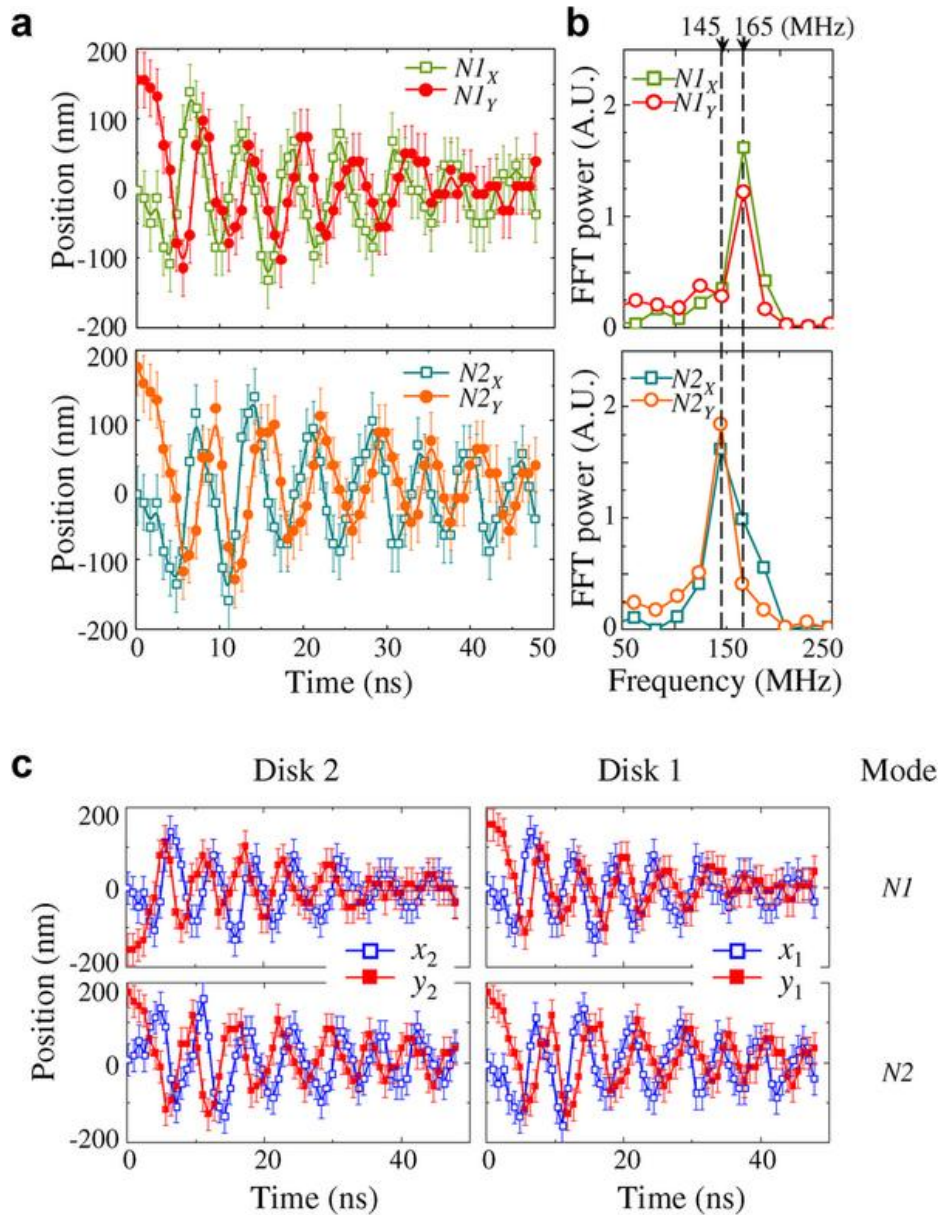 a
b
145 165 (MHz)
200
100
0
-100
-200
Position (nm)
N1X
N1Y
2
1
0
FFT power (A.U.)
N1X
N1Y
200
100
0
-100
-200
Position (nm)
N2X
N2Y
0 10 20 30 40 50
Time (ns)
2
1
0
FFT power (A.U.)
N2X
N2Y
50 150 250
Frequency (MHz)
c
Disk 2 Disk 1 Mode
200
0
-200
x2
y2
x1
y1
N1
200
0
-200
Position (nm)
N2
0 20 40
0 20 40
Time (ns) Time (ns)